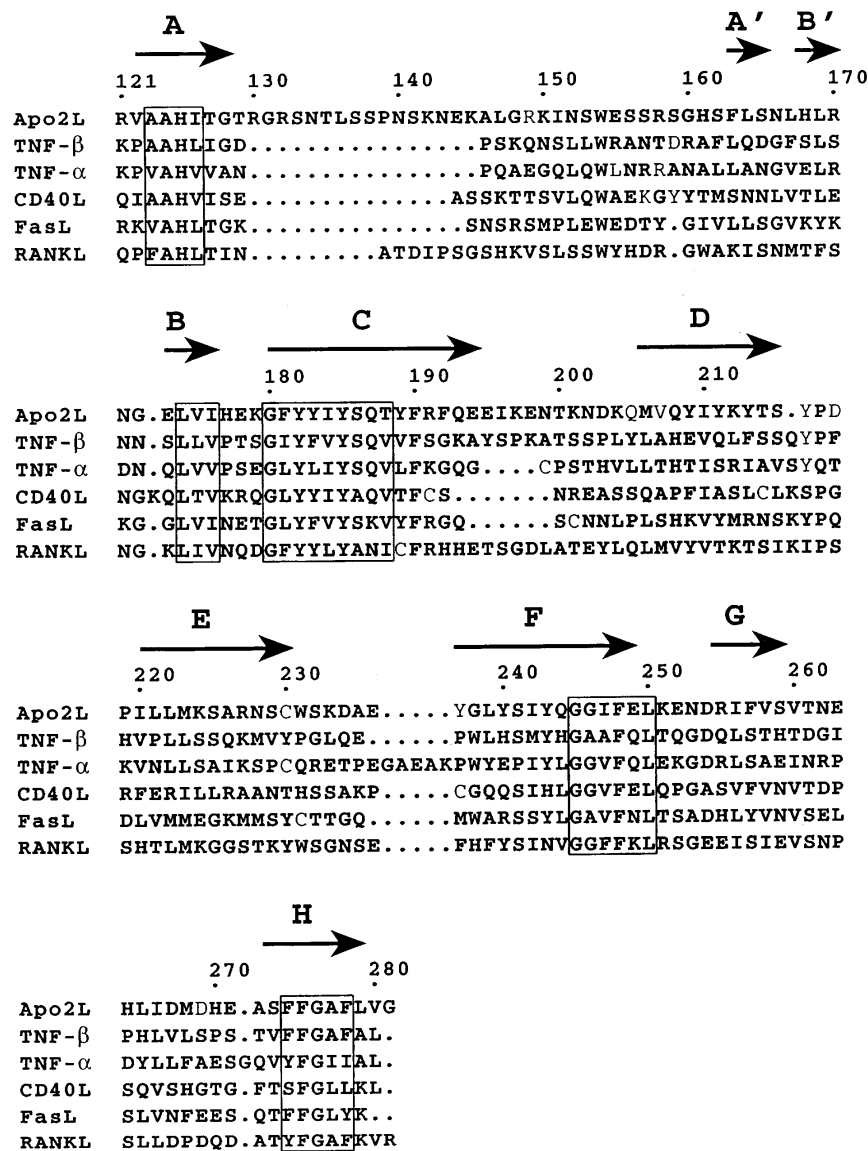 A A' B'
121 130 140 150 160 170
Apo2L RVAAHITGTRGRSNTLSSPNSKNEKALGRKINSWESSRSGHSFLSNLHLR
TNF-β KPAAHLIGD................PSKQNSLLWRANTDRAFLQDGFSLS
TNF-α KPVAHVVAN................PQAEGQLQWLNRRANALLANGVELR
CD40L QIAAHVISE..............ASSKTTSVLQWAEKGYYTMSNNLVTLE
FasL RKVAHLTGK...............SNSRSMPLEWEDTY.GIVLLSGVKYK
RANKL QPFAHLTIN.........ATDIPSGSHKVSLSSWYHDR.GWAKISNMTFS
B C D
180 190 200 210
Apo2L NG.ELVIHEKGFYYIYSQTYFRFQEEIKENTKNDKQMVQYIYKYTS.YPD
TNF-β NN.SLLVPTSGIYFVYSQVVFSGKAYSPKATSSPLYLAHEVQLFSSQYPF
TNF-α DN.QLVVPSEGLYLIYSQVLFKGQG....CPSTHVLLTHTISRIAVSYQT
CD40L NGKQLTVKRQGLYYIYAQVTFCS.......NREASSQAPFIASLCLKSPG
FasL KG.GLVINETGLYFVYSKVYFRGQ......SCNNLPLSHKVYMRNSKYPQ
RANKL NG.KLIVNQDGFYYLYANICFRHHETSGDLATEYLQLMVYVTKTSIKIPS
E F G
220 230 240 250 260
Apo2L PILLMKSARNSCWSKDAE.....YGLYSIYQGGIFELKENDRIFVSVTNE
TNF-β HVPLLSSQKMVYPGLQE......PWLHSMYHGAAFQLTQGDQLSTHTDGI
TNF-α KVNLLSAIKSPCQRETPEGAEAKPWYEPIYLGGVFQLEKGDRLSAEINRP
CD40L RFERILLRAANTHSSAKP.....CGQQSIHLGGVFELQPGASVFVNVTDP
FasL DLVMMEGKMMSYCTTGQ......MWARSSYLGAVFNLTSADHLYVNVSEL
RANKL SHTLMKGGSTKYWSGNSE.....FHFYSINVGGFFKLRSGEEISIEVSNP
H
270 280
Apo2L HLIDMDHE.ASFFGAFLVG
TNF-β PHLVLSPS.TVFFGAFAL.
TNF-α DYLLFAESGQVYFGIIAL.
CD40L SQVSHGTG.FTSFGLLKL.
FasL SLVNFEES.QTFFGLYK..
RANKL SLLDPDQD.ATYFGAFKVR